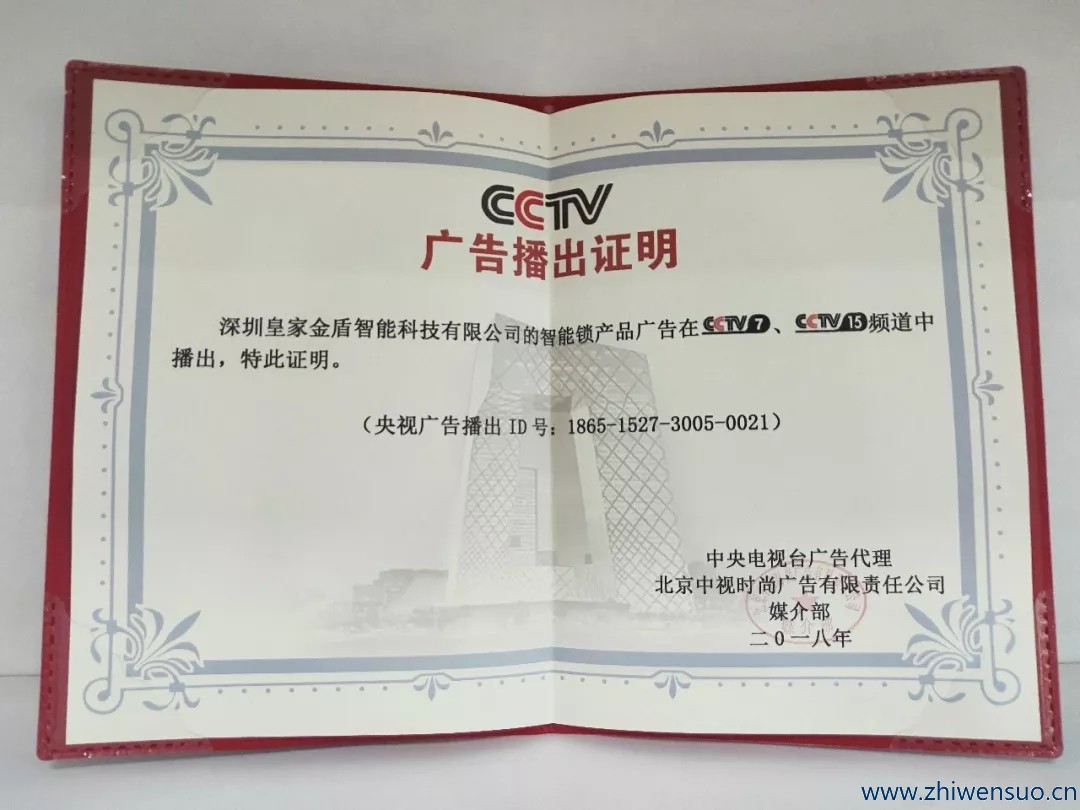 CCTV
广告播出证明
深圳皇家金盾智能科技有限公司的智能锁产品广告在CCTV7、CCTV15频道中
播出，特此证明。
（央视广告播出ID号：1865-1527-3005-0021）
中央电视台广告代理
北京中视时尚广告有限责任公司
媒介部
二0一八年
媒介部
www.zhiwensuo.cn